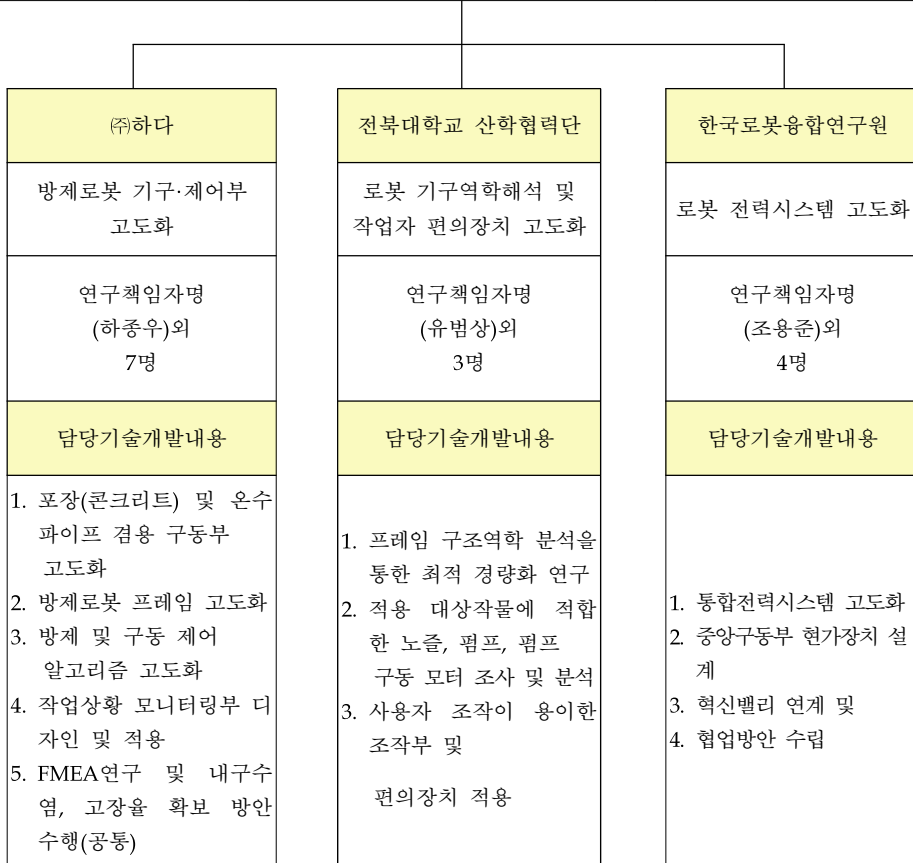 ㈜하다
방제로봇 기구·제어부
고도화
연구책임자명
(하종우)외
7명
담당기술개발내용
1. 포장(콘크리트) 및 온수
파이프 겸용 구동부
고도화
2. 방제로봇 프레임 고도화
3. 방제 및 구동 제어
알고리즘 고도화
4. 작업상황 모니터링부 디
자인 및 적용
5. FMEA연구 및 내구수
염, 고장율 확보 방안
수행(공통)
전북대학교 산학협력단
로봇 기구역학해석 및
작업자 편의장치 고도화
연구책임자명
(유범상)외
3명
담당기술개발내용
1. 프레임 구조역학 분석을
통한 최적 경량화 연구
2. 적용 대상작물에 적합
한 노즐, 펌프, 펌프
구동 모터 조사 및 분석
3. 사용자 조작이 용이한
조작부 및
편의장치 적용
한국로봇융합연구원
로봇 전력시스템 고도화
연구책임자명
(조용준)외
4명
담당기술개발내용
1. 통합전력시스템 고도화
2. 중앙구동부 현가장치 설
계
3. 혁신밸리 연계 및
4. 협업방안 수립